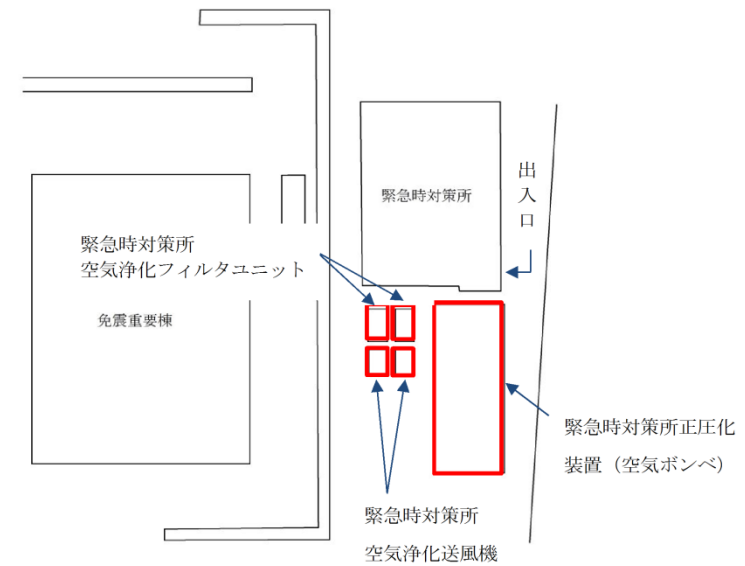 緊急時対策所
出
入
口
緊急時対策所
空気浄化フィルタユニット
免震重要棟
緊急時対策所正圧化
装置（空気ボンベ）
緊急時対策所
空気浄化送風機